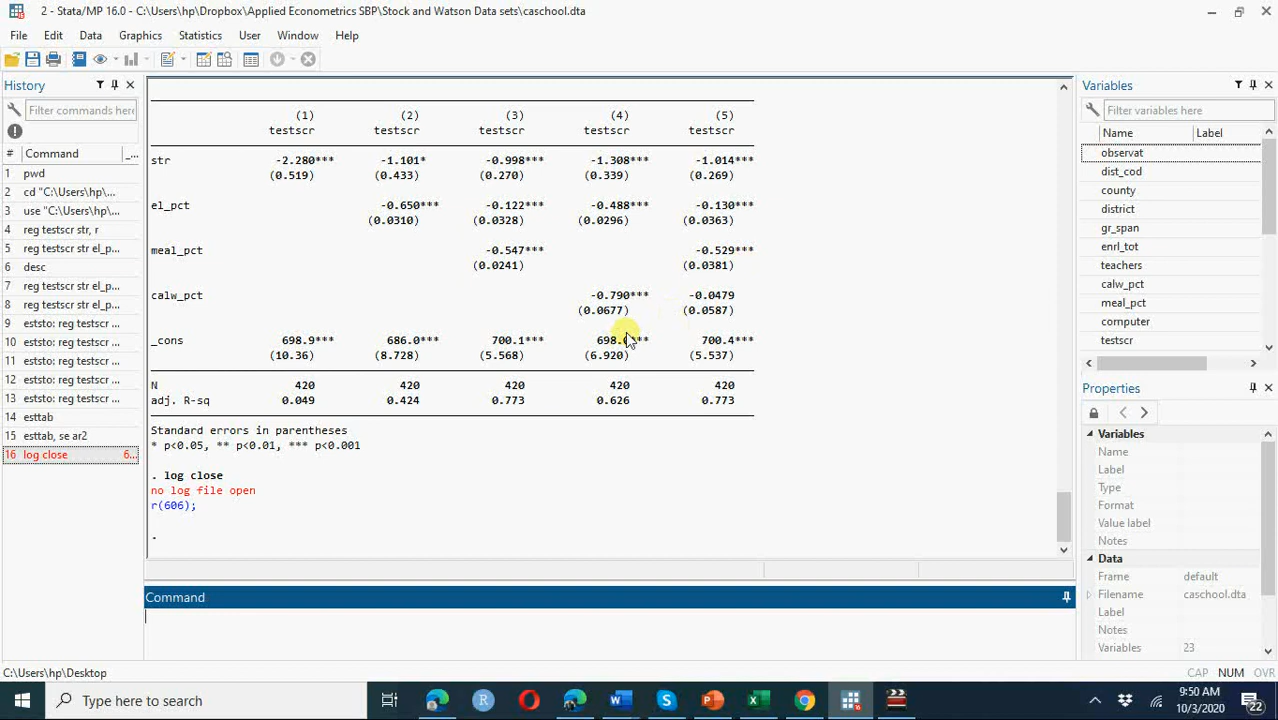 2 - Stata/MP 16.0 - C:\Users\hp\Dropbox\Applied Econometrics SBP\Stock and Watson Data sets\caschool.dta
File Edit Data Graphics Statistics User Window Help
History
Filter commands here
# Command _...
1 pwd
2 cd "C:\Users\hp\...
3 use "C:\Users\hp\...
4 reg testscr str, r
5 reg testscr str el_p...
6 desc
7 reg testscr str el_p...
8 reg testscr str el_p...
9 eststo: reg testscr ...
10 eststo: reg testscr ...
11 eststo: reg testscr ...
12 eststo: reg testscr ...
13 eststo: reg testscr ...
14 esttab
15 esttab, se ar2
16 log close 6...
(1) (2) (3) (4) (5)
testscr testscr testscr testscr testscr
str -2.280*** -1.101* -0.998*** -1.308*** -1.014***
(0.519) (0.433) (0.270) (0.339) (0.269)
el_pct -0.650*** -0.122*** -0.488*** -0.130***
(0.0310) (0.0328) (0.0296) (0.0363)
meal_pct -0.547*** -0.529***
(0.0241) (0.0381)
calw_pct -0.790*** -0.0479
(0.0677) (0.0587)
_cons 698.9*** 686.0*** 700.1*** 700.4***
(10.36) (8.728) (5.568) (6.920) (5.537)
N 420 420 420 420 420
adj. R-sq 0.049 0.424 0.773 0.626 0.773
Standard errors in parentheses
* p<0.05, ** p<0.01, *** p<0.001
. log close
no log file open
r(606);
.
Command
Variables
Filter variables here
Name Label
observat
dist_cod
county
district
gr_span
enrl_tot
teachers
calw_pct
meal_pct
computer
testscr
Properties
Variables
Name
Label
Type
Format
Value label
Notes
Data
Frame default
Filename caschool.dta
Label
Notes
Variables 23
C:\Users\hp\Desktop
CAP NUM OVR
Type here to search
9:50 AM
10/3/2020
22